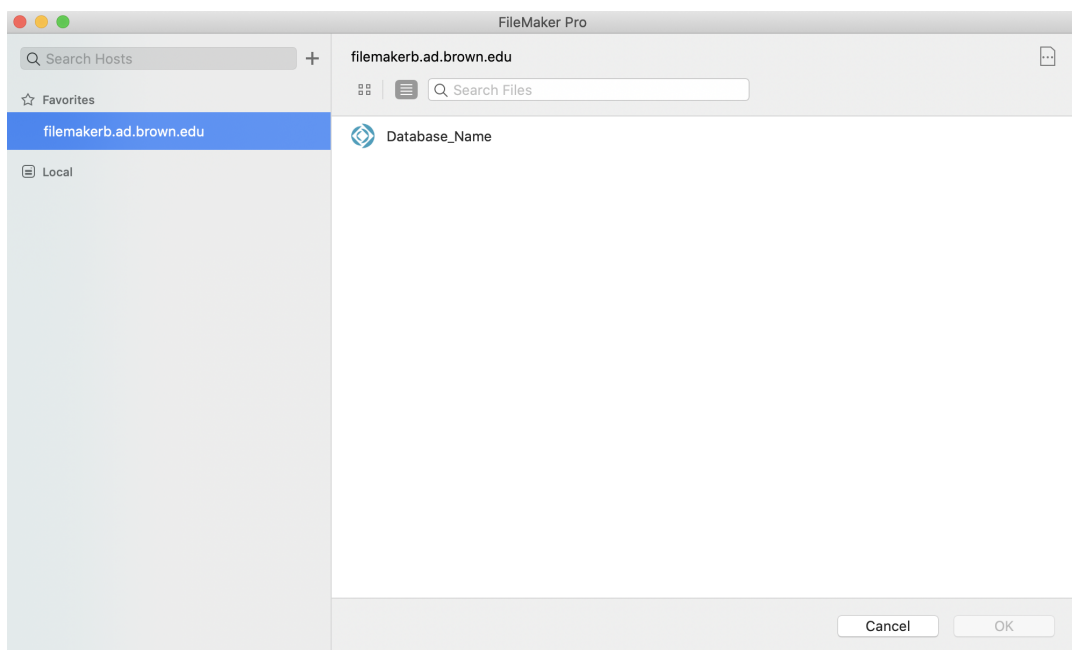 FileMaker Pro
Search Hosts
Favorites
filemakerb.ad.brown.edu
Local
filemakerb.ad.brown.edu
Search Files
Database_Name
Cancel
OK